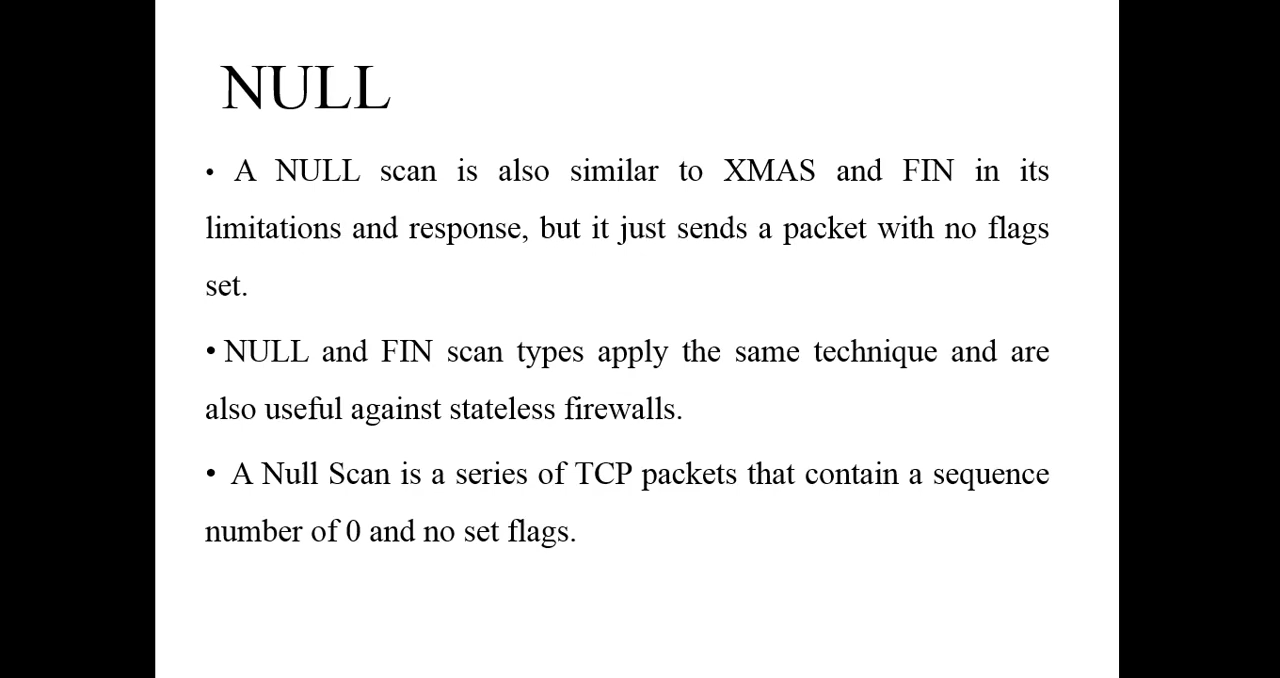 NULL
• A NULL scan is also similar to XMAS and FIN in its
limitations and response, but it just sends a packet with no flags
set.
• NULL and FIN scan types apply the same technique and are
also useful against stateless firewalls.
• A Null Scan is a series of TCP packets that contain a sequence
number of 0 and no set flags.